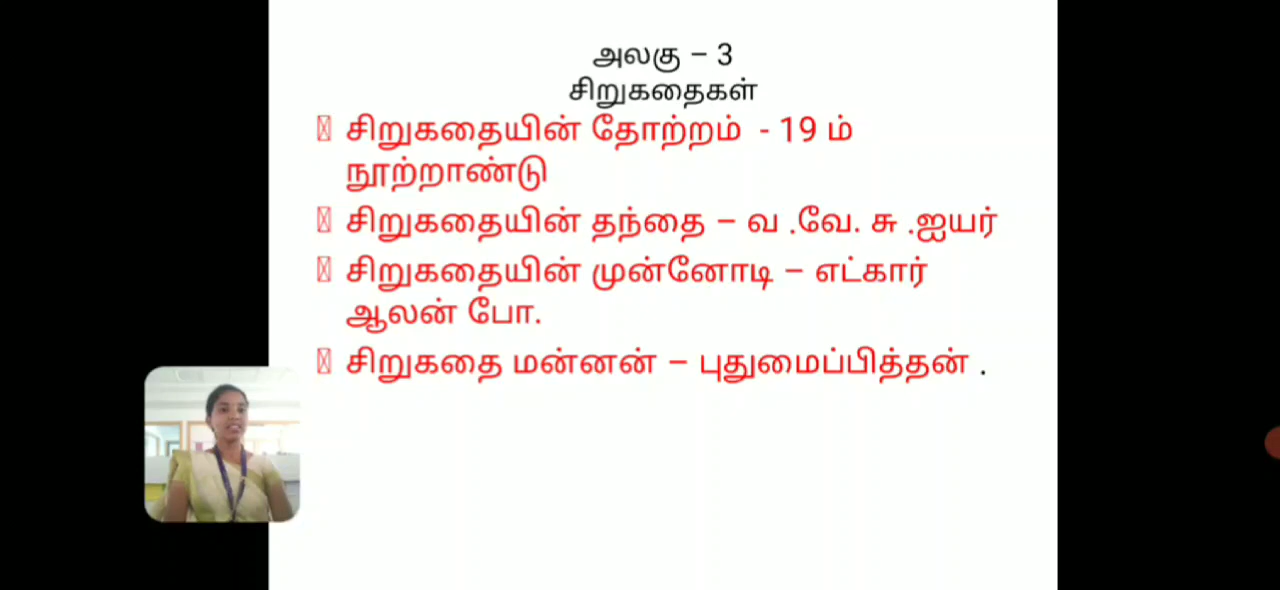 அலகு – 3
சிறுகதைகள்
சிறுகதையின் தோற்றம் - 19 ம்
நூற்றாண்டு
சிறுகதையின் தந்தை – வ .வே. சு .ஐயர்
சிறுகதையின் முன்னோடி – எட்கார்
ஆலன் போ.
சிறுகதை மன்னன் – புதுமைப்பித்தன் .